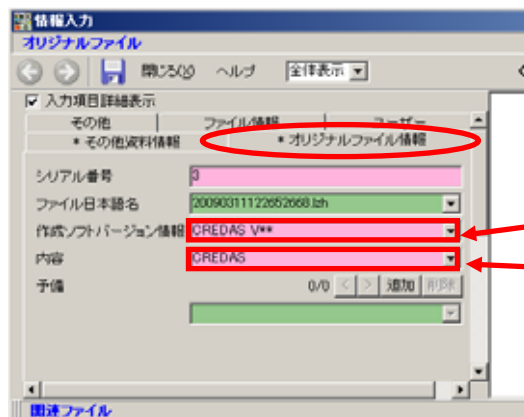 情報入力
オリジナルファイル
閉じる(X) ヘルプ 全体表示
入力項目詳細表示
その他 ファイル情報 ユーザー
* その他資料情報 * オリジナルファイル情報
シリアル番号 3
ファイル日本語名 20090311122652668.lzh
作成ソフトバージョン情報 CREDAS V**
内容 CREDAS
予備 0/0 < > 追加 削除
関連ファイル